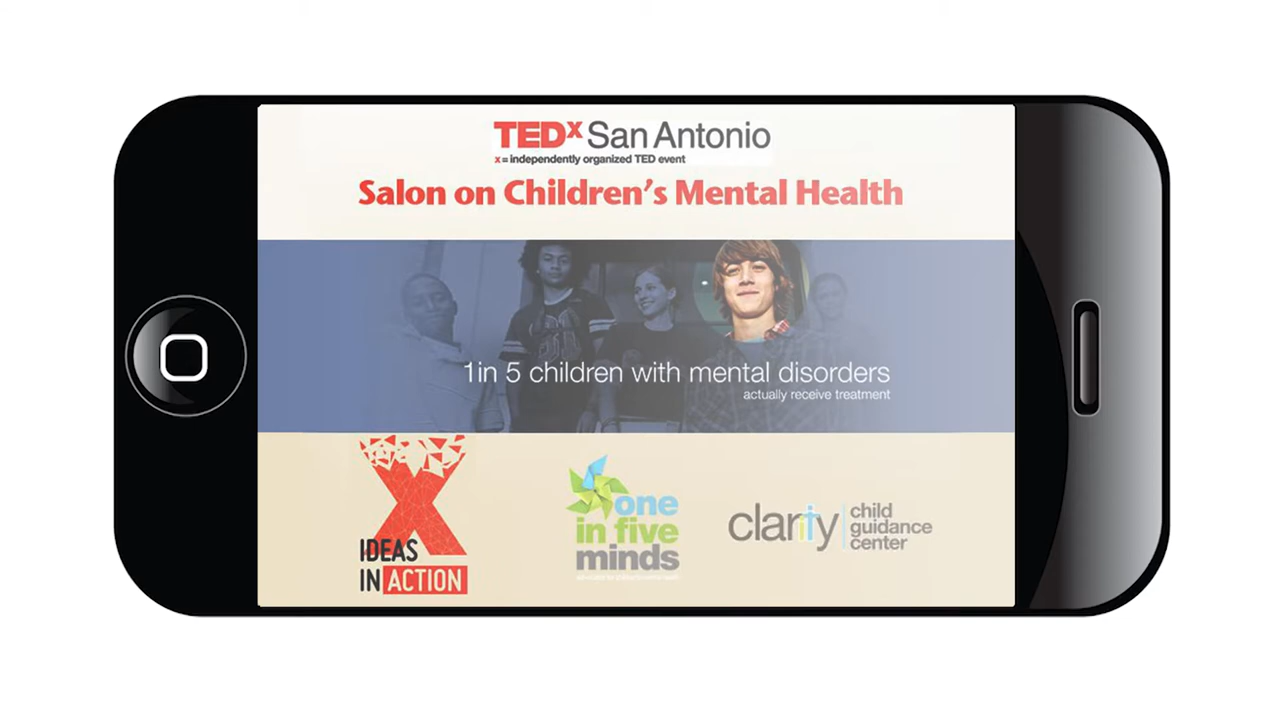 TEDx San Antonio
x = independently organized TED event
Salon on Children's Mental Health
1in 5 children with mental disorders
actually receive treatment
IDEAS
IN ACTION
one
in five
minds
clarity
child
guidance
center